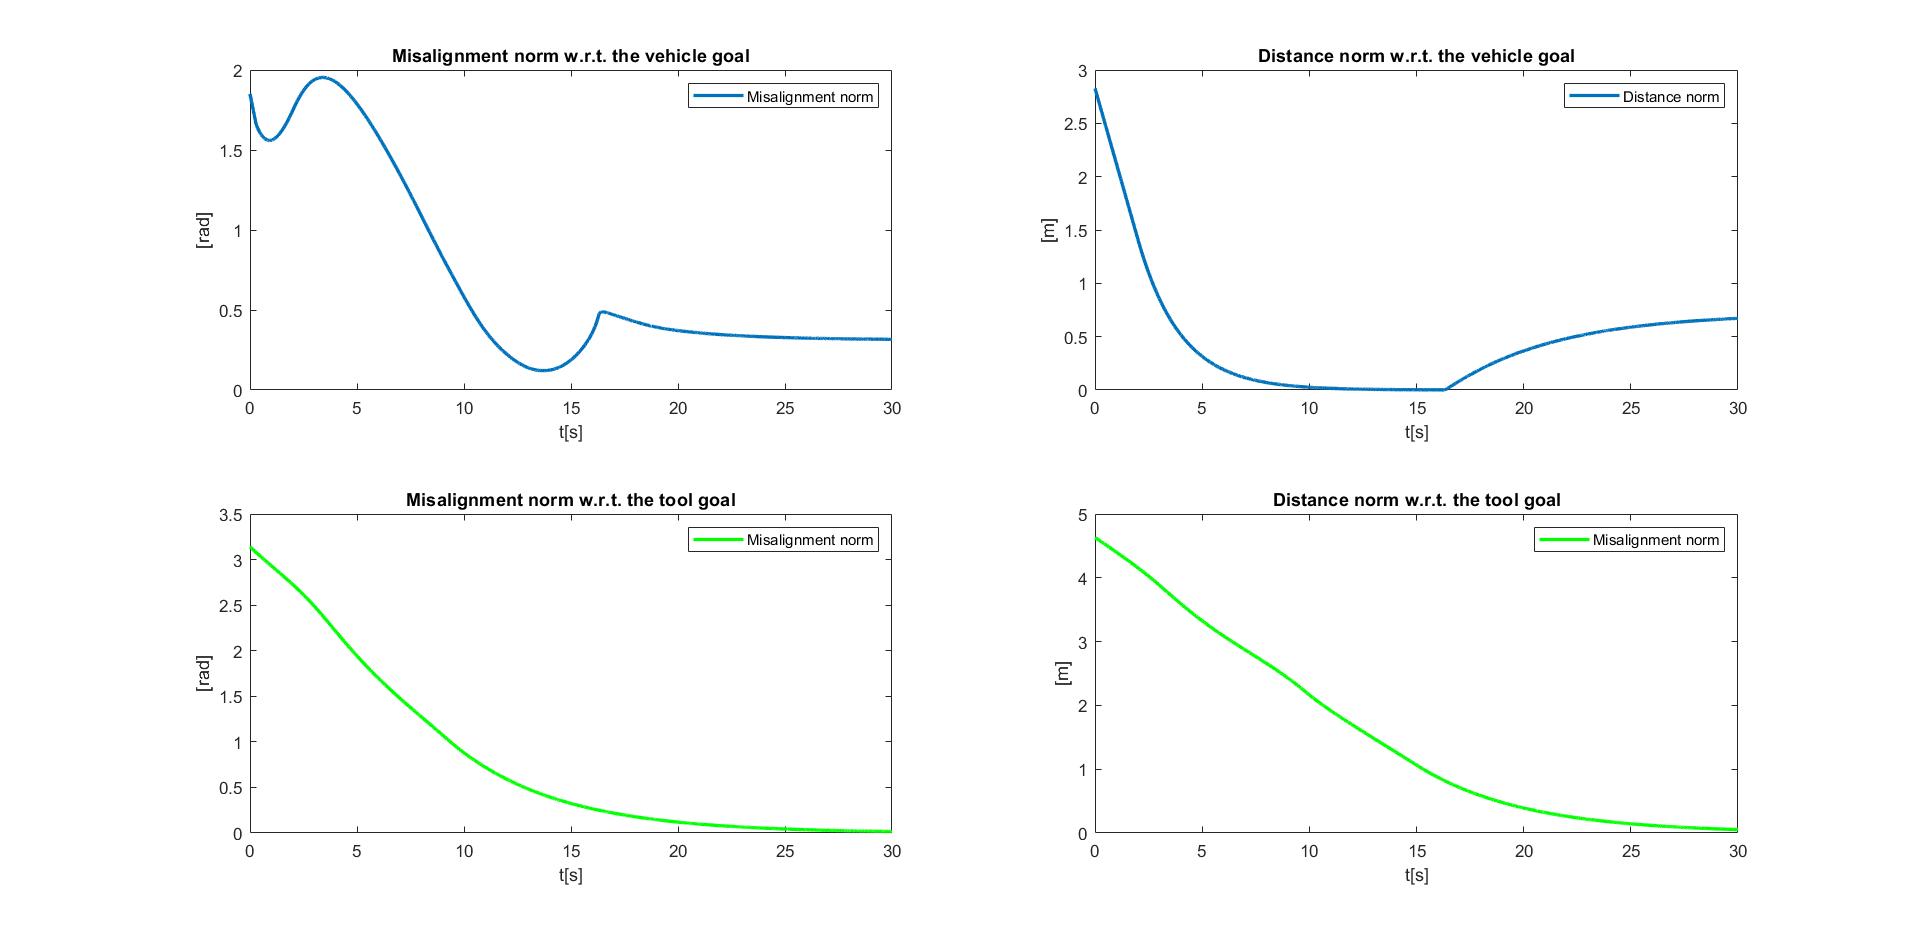 Misalignment norm w.r.t. the vehicle goal
Misalignment norm
2
1.5
1
0.5
0
[rad]
0 5 10 15 20 25 30
t[s]
Distance norm w.r.t. the vehicle goal
Distance norm
3
2.5
2
1.5
1
0.5
0
[m]
0 5 10 15 20 25 30
t[s]
Misalignment norm w.r.t. the tool goal
Misalignment norm
3.5
3
2.5
2
1.5
1
0.5
0
[rad]
0 5 10 15 20 25 30
t[s]
Distance norm w.r.t. the tool goal
Misalignment norm
5
4
3
2
1
0
[m]
0 5 10 15 20 25 30
t[s]